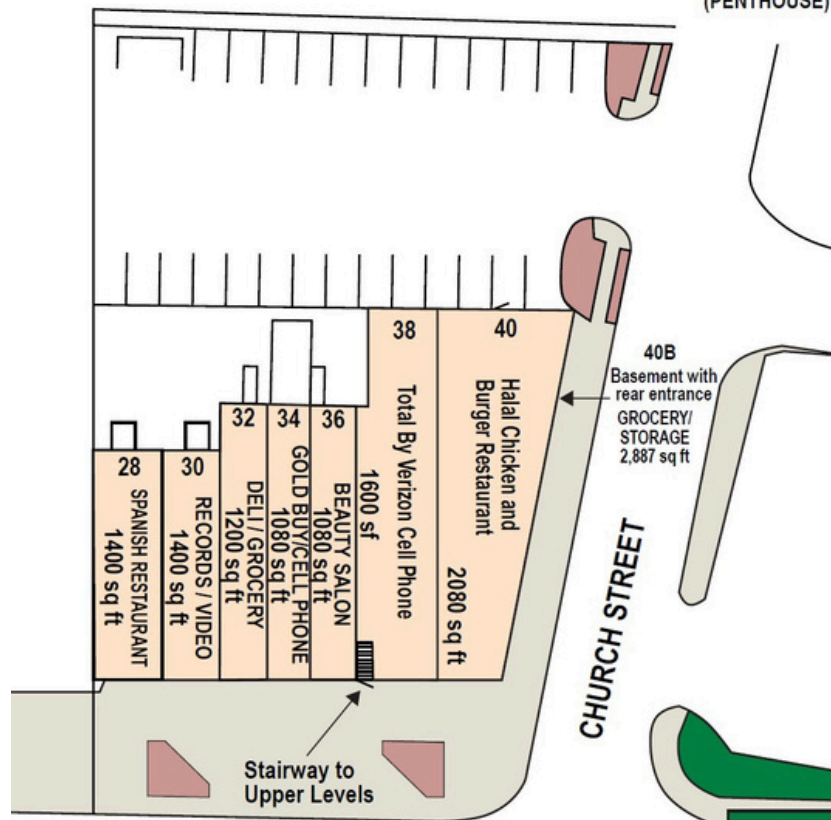 (PENTHOUSE)
28
SPANISH RESTAURANT
1400 sq ft
30
RECORDS / VIDEO
1400 sq ft
32
DELI / GROCERY
1200 sq ft
34
GOLD BUY/CELL PHONE
1080 sq ft
36
BEAUTY SALON
1080 sq ft
38
Total By Verizon Cell Phone
1600 sf
40
Halal Chicken and
Burger Restaurant
2080 sq ft
40B
Basement with
rear entrance
GROCERY/
STORAGE
2,887 sq ft
CHURCH STREET
Stairway to
Upper Levels